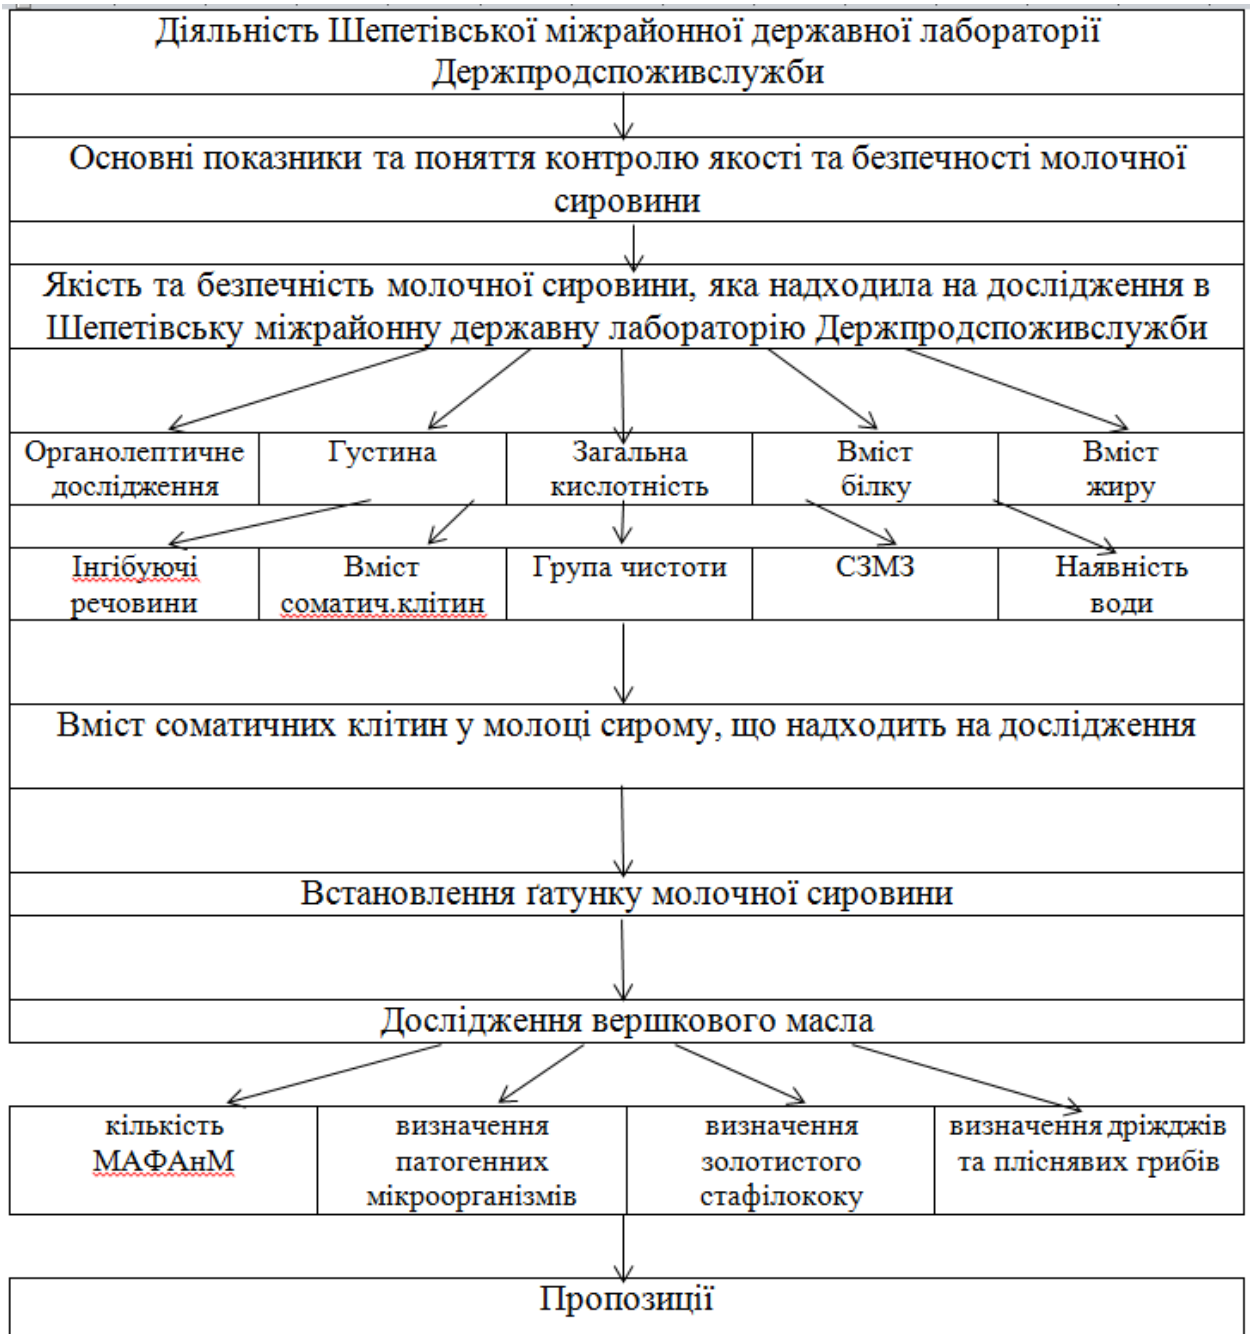 Діяльність Шепетівської міжрайонної державної лабораторії
Держпродспоживслужби
Основні показники та поняття контролю якості та безпечності молочної
сировини
Якість та безпечність молочної сировини, яка надходила на дослідження в
Шепетівську міжрайонну державну лабораторію Держпродспоживслужби
Органолептичне
дослідження
Густина
Загальна
кислотність
Вміст
білку
Вміст
жиру
Інгібуючі
речовини
Вміст
соматич.клітин
Група чистоти
СЗМЗ
Наявність
води
Вміст соматичних клітин у молоці сирому, що надходить на дослідження
Встановлення ґатунку молочної сировини
Дослідження вершкового масла
кількість
МАФАнМ
визначення
патогенних
мікроорганізмів
визначення
золотистого
стафілококу
визначення дріжджів
та пліснявих грибів
Пропозиції